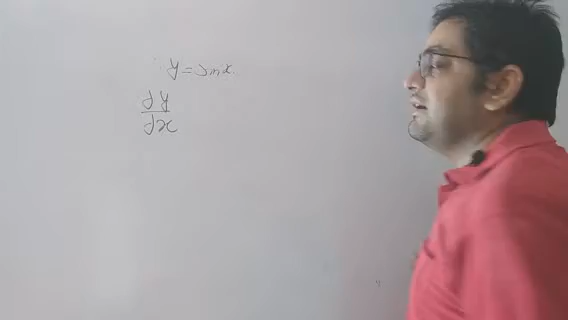 y = sin x.
dy
dx